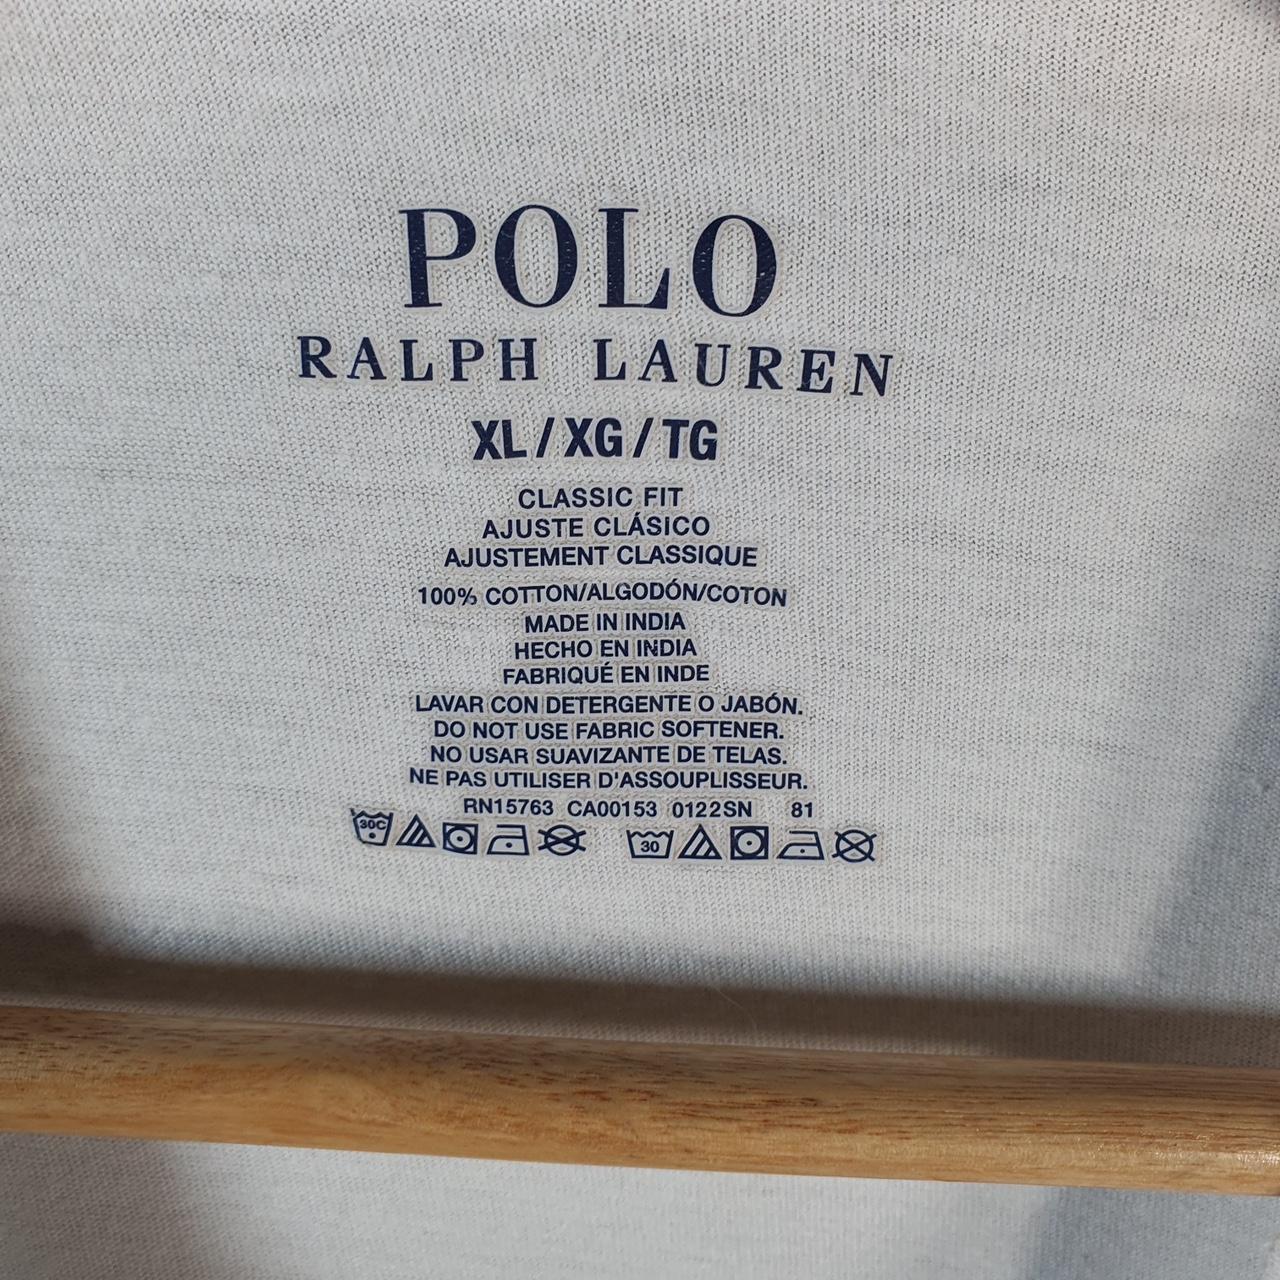 POLO
RALPH LAUREN
XL/XG/TG
CLASSIC FIT
AJUSTE CLÁSICO
AJUSTEMENT CLASSIQUE
100% COTTON/ALGODÓN/COTON
MADE IN INDIA
HECHO EN INDIA
FABRIQUÉ EN INDE
LAVAR CON DETERGENTE O JABÓN.
DO NOT USE FABRIC SOFTENER.
NO USAR SUAVIZANTE DE TELAS.
NE PAS UTILISER D'ASSOUPLISSEUR.
RN15763 CA00153 0122SN 81
30C 30